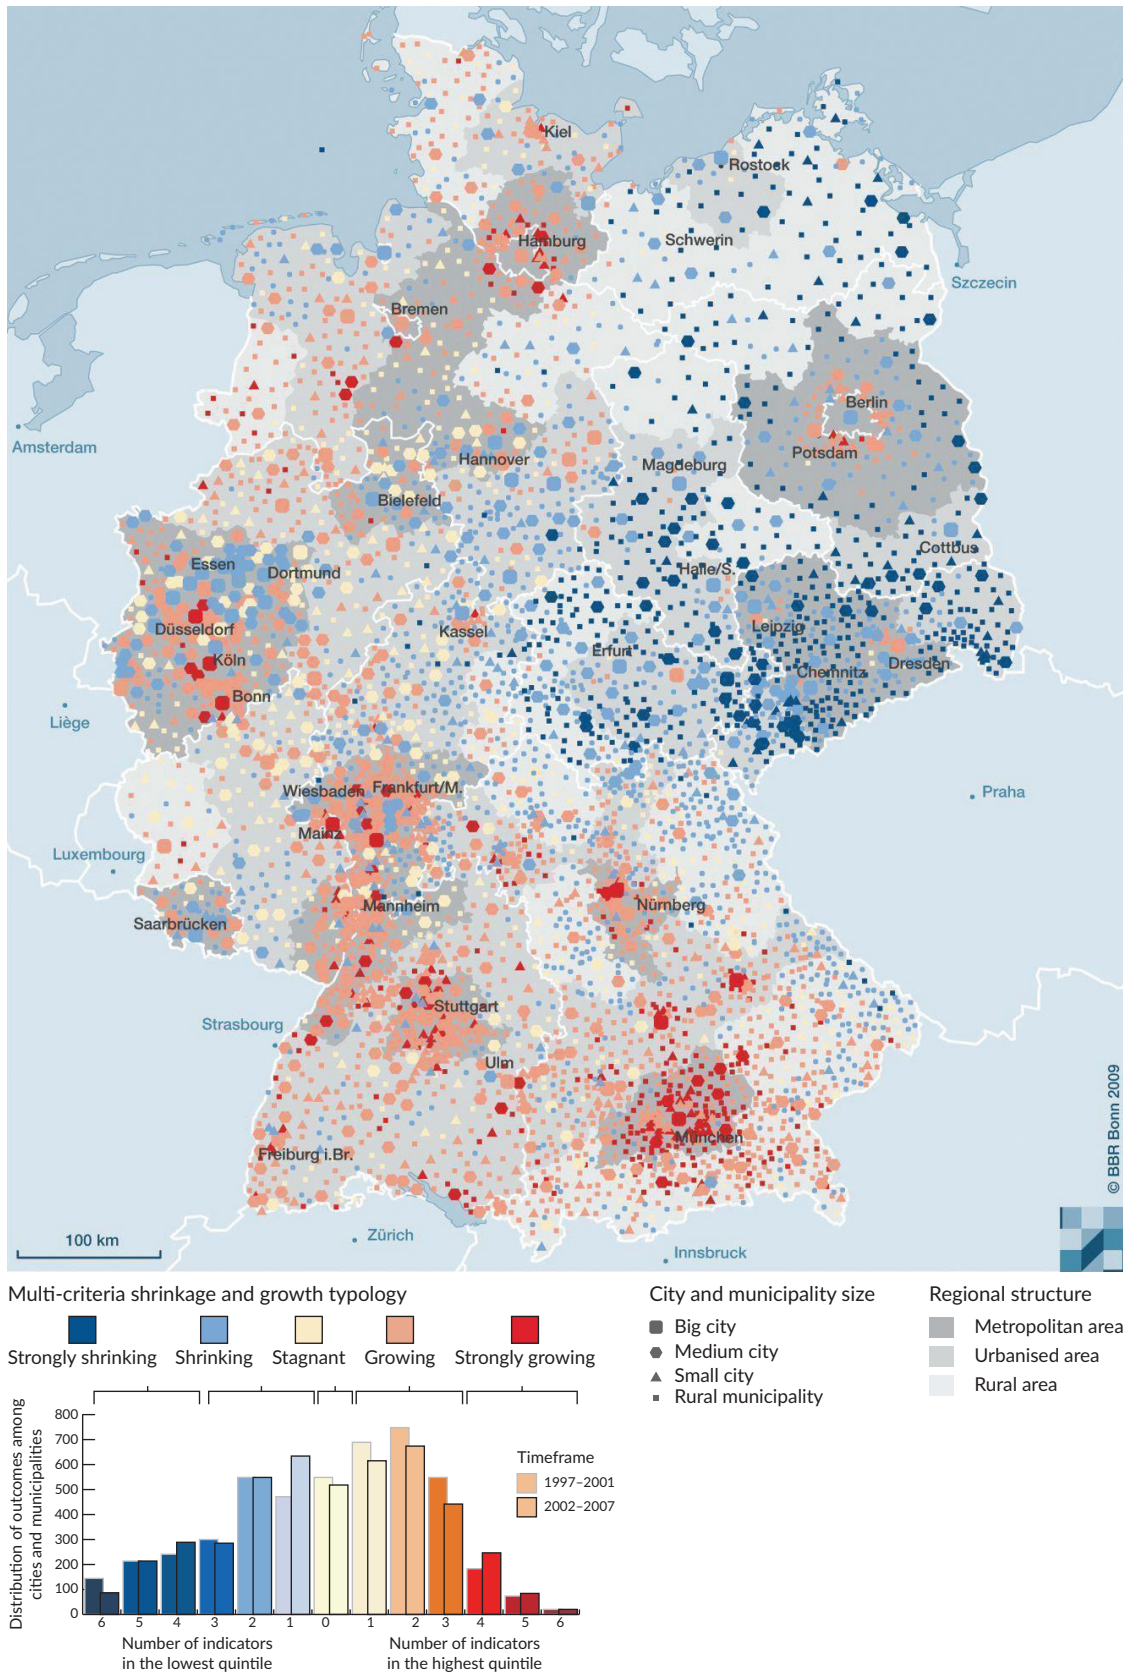 Kiel
Rostock
Hamburg
Schwerin
Szczecin
Bremen
Berlin
Amsterdam
Hannover
Magdeburg
Potsdam
Bielefeld
Cottbus
Essen
Dortmund
Halle/S.
Düsseldorf
Kassel
Leipzig
Erfurt
Köln
Chemnitz
Dresden
Bonn
Liège
Wiesbaden
Frankfurt/M.
Praha
Mainz
Luxembourg
Mannheim
Nürnberg
Saarbrücken
Stuttgart
Strasbourg
Ulm
© BBR Bonn 2009
München
Freiburg i.Br.
100 km
Zürich
Innsbruck
Multi-criteria shrinkage and growth typology
Strongly shrinking
Shrinking
Stagnant
Growing
Strongly growing
City and municipality size
Big city
Medium city
Small city
Rural municipality
Regional structure
Metropolitan area
Urbanised area
Rural area
Distribution of outcomes among
cities and municipalities
800
700
600
500
400
300
200
100
0
6 5 4 3 2 1 0 1 2 3 4 5 6
Number of indicators
in the lowest quintile
Number of indicators
in the highest quintile
Timeframe
1997–2001
2002–2007